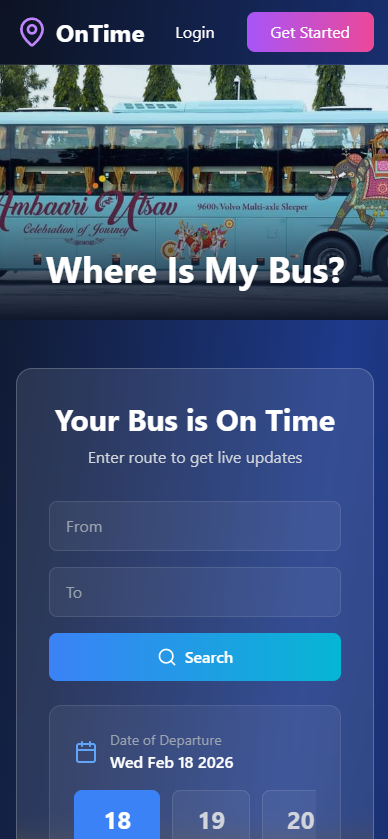 OnTime
Login
Get Started
Ambaari Utsav
Celebration of Journey
9600s Volvo Multi-axle Sleeper
Where Is My Bus?
Your Bus is On Time
Enter route to get live updates
From
To
Search
Date of Departure
Wed Feb 18 2026
18
19
20